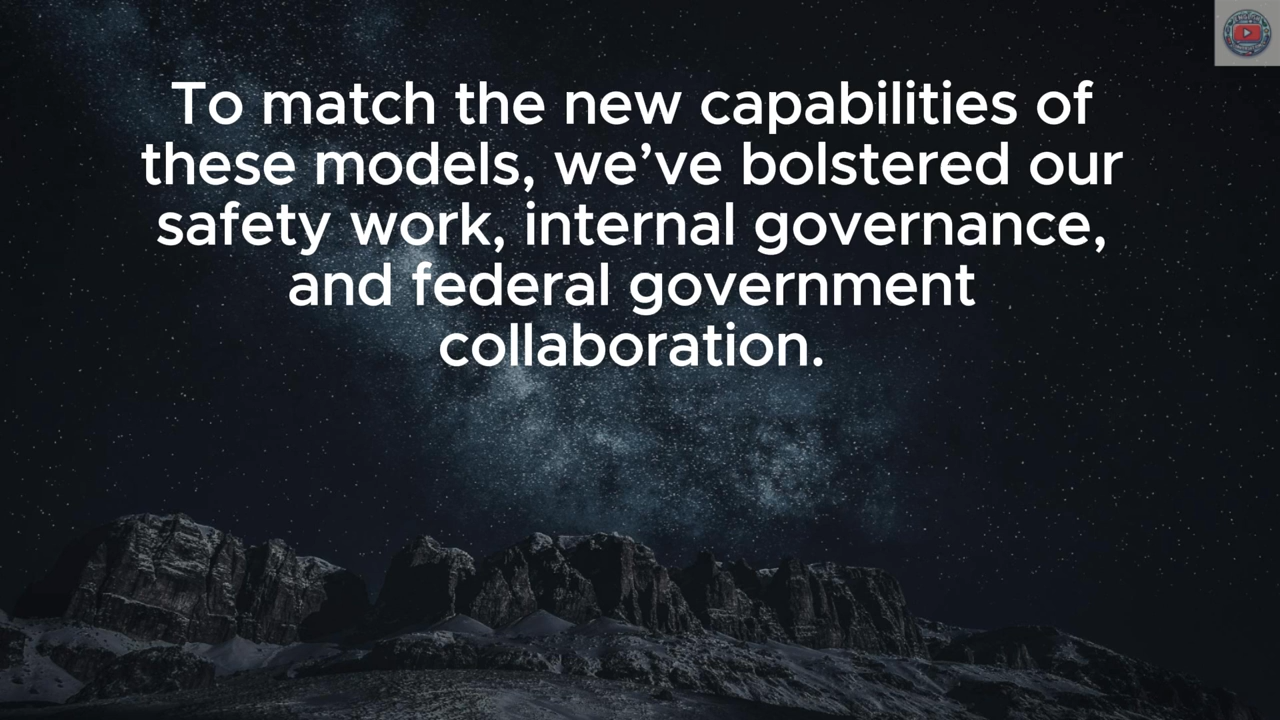 To match the new capabilities of
these models, we’ve bolstered our
safety work, internal governance,
and federal government
collaboration.